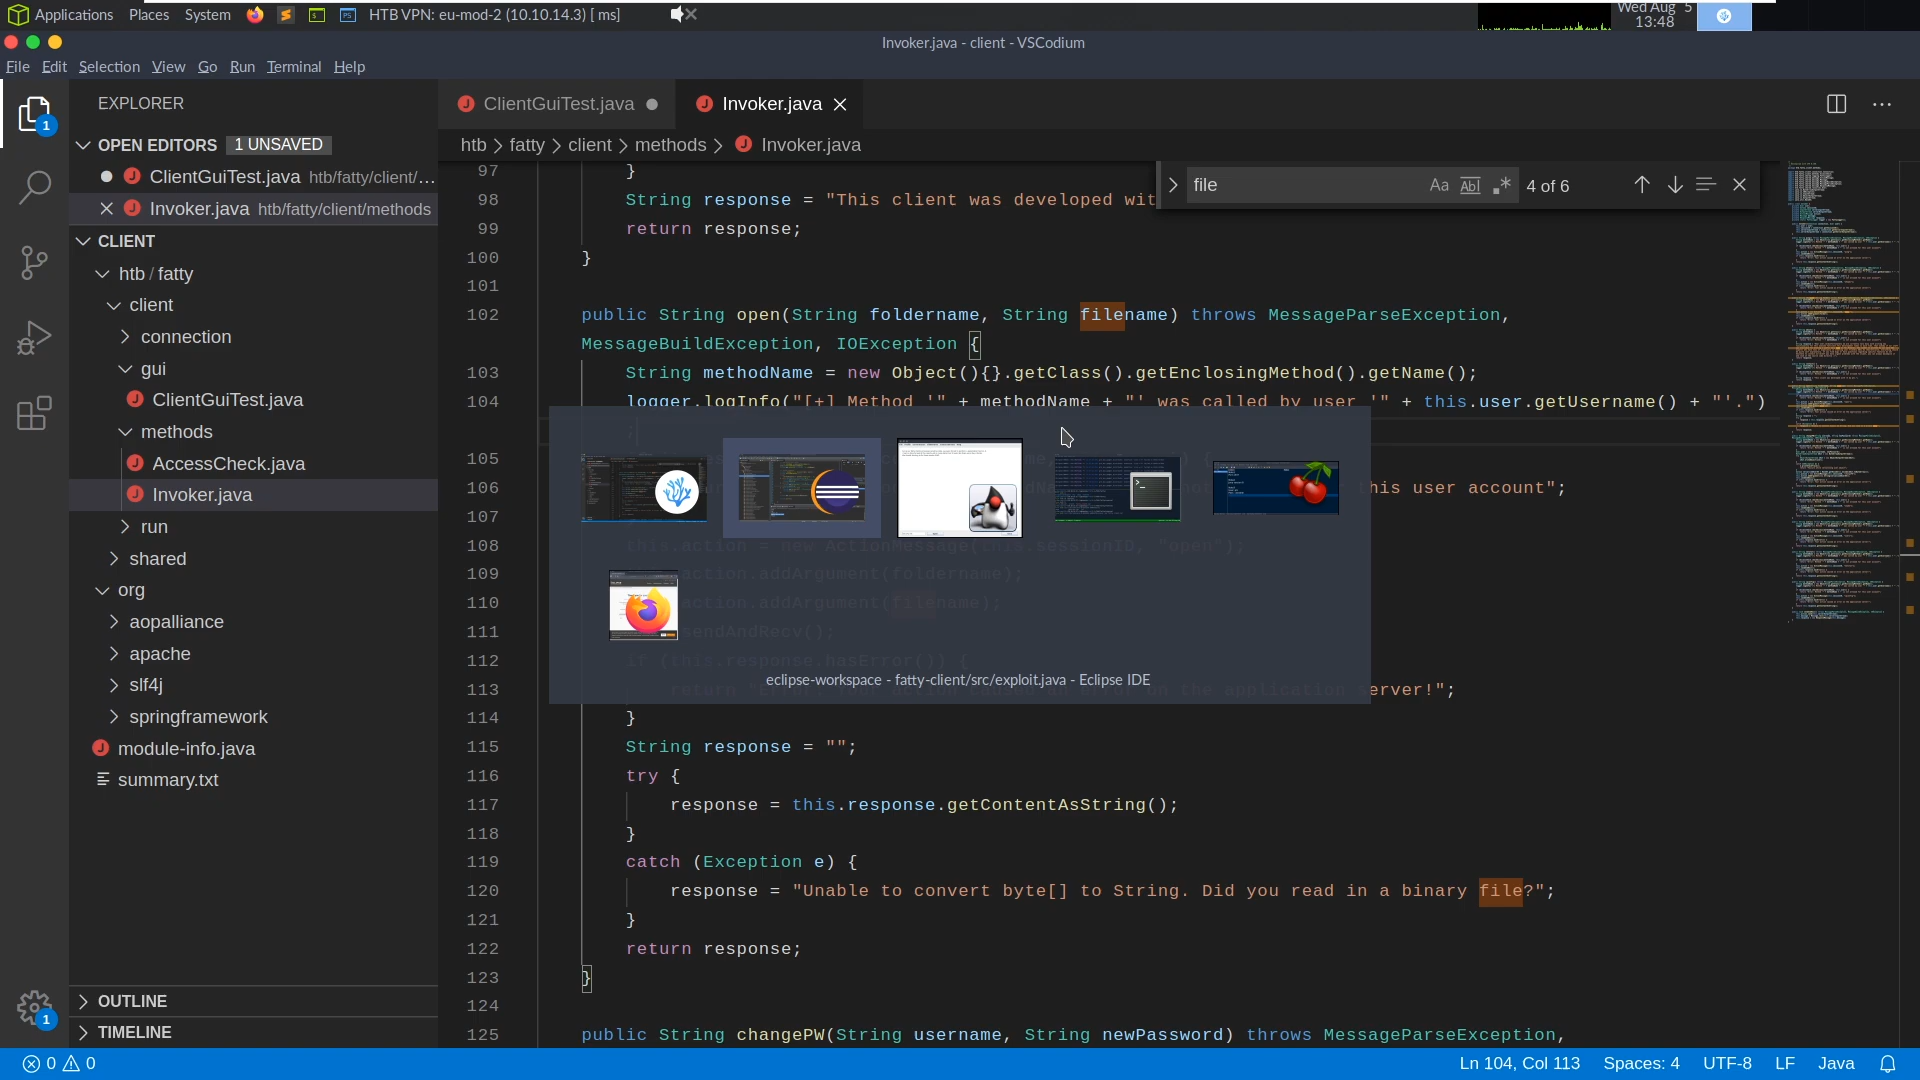 Applications Places System HTB VPN: eu-mod-2 (10.10.14.3) [ ms] Wed Aug 5
13:48
Invoker.java - client - VSCodium
File Edit Selection View Go Run Terminal Help
EXPLORER
OPEN EDITORS 1 UNSAVED
ClientGuiTest.java htb/fatty/client/...
Invoker.java htb/fatty/client/methods
CLIENT
htb / fatty
client
connection
gui
ClientGuiTest.java
methods
AccessCheck.java
Invoker.java
run
shared
org
aopalliance
apache
slf4j
springframework
module-info.java
summary.txt
OUTLINE
TIMELINE
ClientGuiTest.java Invoker.java
htb > fatty > client > methods > Invoker.java
file Aa Abl .* 4 of 6
97 }
98 String response = "This client was developed wit
99 return response;
100 }
101
102 public String open(String foldername, String filename) throws MessageParseException,
MessageBuildException, IOException {
103 String methodName = new Object(){}.getClass().getEnclosingMethod().getName();
104 logger.logInfo("[+] Method '" + methodName + "' was called by user '" + this.user.getUsername() + "'.")
;
105 {
106 his user account";
107
108 this.action = new ActionMessage(this.sessionID, "open");
109 action.addArgument(foldername);
110 action.addArgument(filename);
111 sendAndRecv();
112 if (this.response.hasError()) {
113 return "Error: Your action caused an error on the application server!";
114 }
115 String response = "";
116 try {
117 response = this.response.getContentAsString();
118 }
119 catch (Exception e) {
120 response = "Unable to convert byte[] to String. Did you read in a binary file?";
121 }
122 return response;
123 }
124
125 public String changePW(String username, String newPassword) throws MessageParseException,
eclipse-workspace - fatty-client/src/exploit.java - Eclipse IDE
0 0 Ln 104, Col 113 Spaces: 4 UTF-8 LF Java
1
1